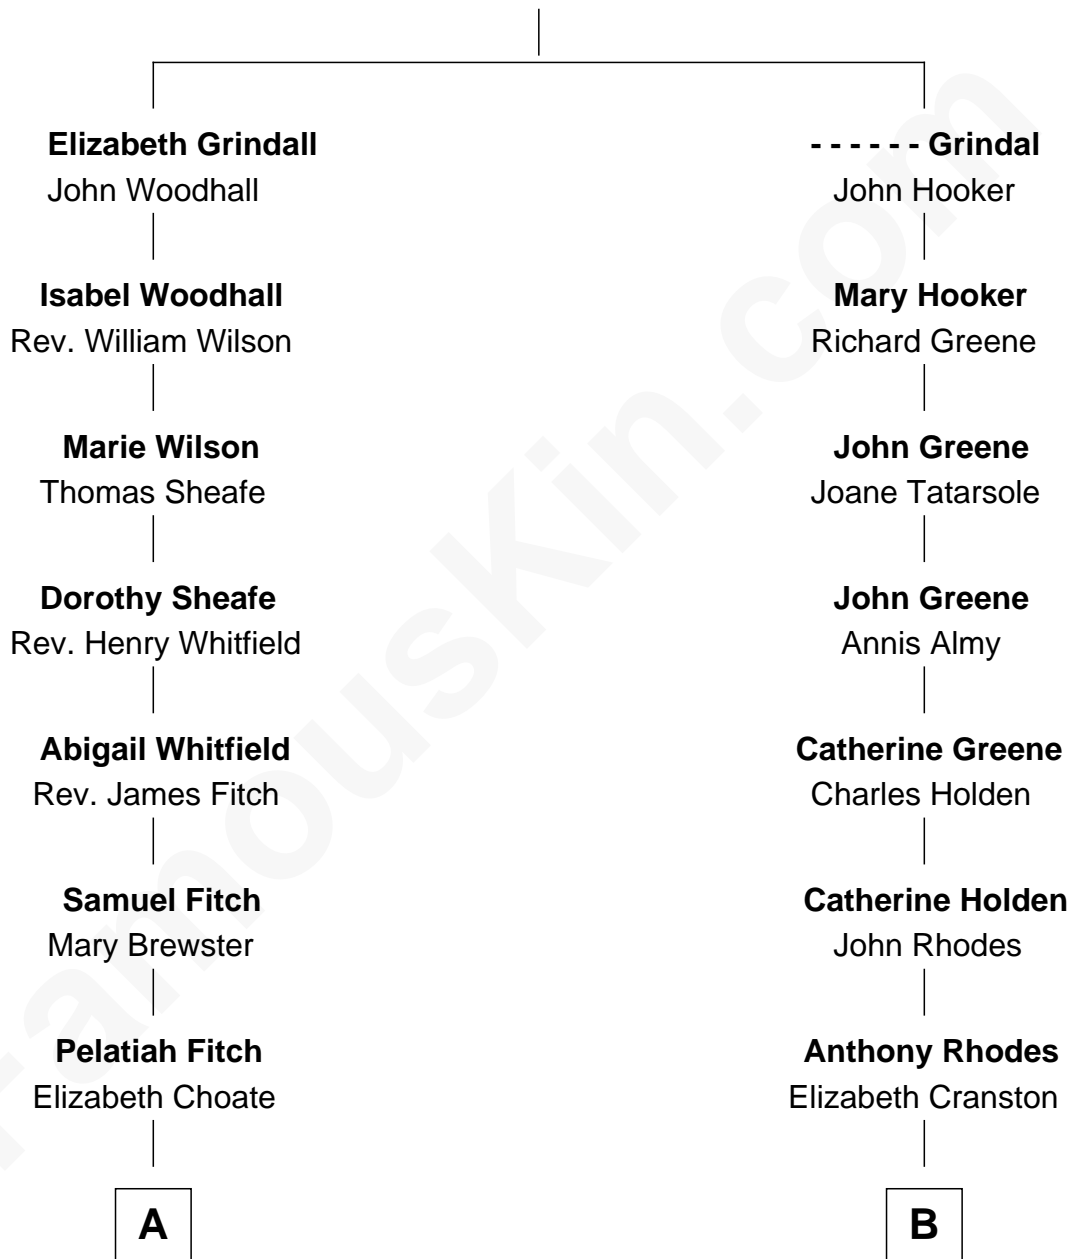 Elizabeth Grindall
John Woodhall
Isabel Woodhall
Rev. William Wilson
Marie Wilson
Thomas Sheafe
Dorothy Sheafe
Rev. Henry Whitfield
Abigail Whitfield
Rev. James Fitch
Samuel Fitch
Mary Brewster
Pelatiah Fitch
Elizabeth Choate
A
- - - - - - Grindal
John Hooker
Mary Hooker
Richard Greene
John Greene
Joane Tatarsole
John Greene
Annis Almy
Catherine Greene
Charles Holden
Catherine Holden
John Rhodes
Anthony Rhodes
Elizabeth Cranston
B
FamousKin.com